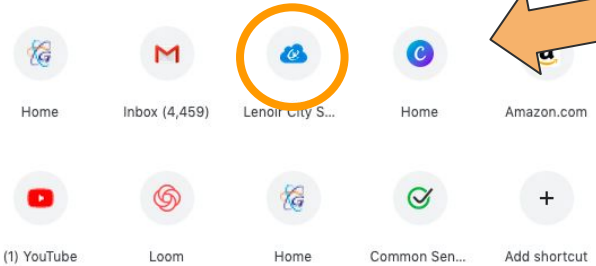 Home
Inbox (4,459)
Lenoir City S...
Home
Amazon.com
(1) YouTube
Loom
Home
Common Sen...
Add shortcut